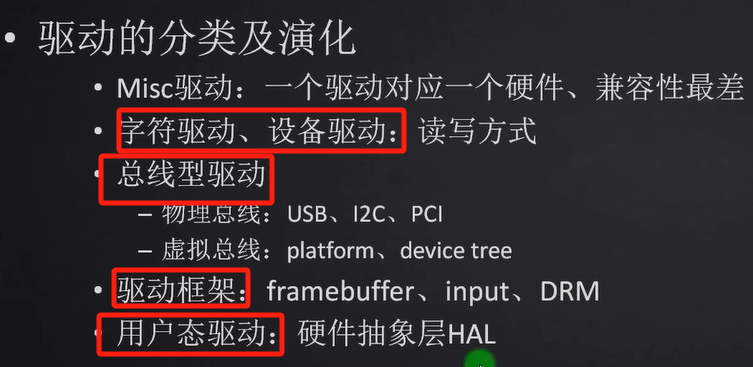 • 驱动的分类及演化
• Misc驱动：一个驱动对应一个硬件、兼容性最差
• 字符驱动、设备驱动：读写方式
• 总线型驱动
– 物理总线：USB、I2C、PCI
– 虚拟总线：platform、device tree
• 驱动框架：framebuffer、input、DRM
• 用户态驱动：硬件抽象层HAL